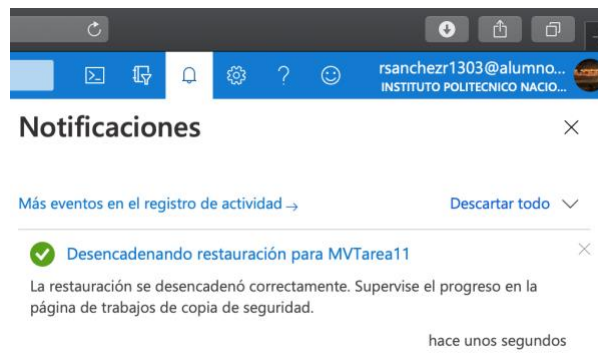 rsanchezr1303@alumno...
INSTITUTO POLITECNICO NACIO...
Notificaciones
Más eventos en el registro de actividad →
Descartar todo
Desencadenando restauración para MVTarea11
La restauración se desencadenó correctamente. Supervise el progreso en la
página de trabajos de copia de seguridad.
hace unos segundos